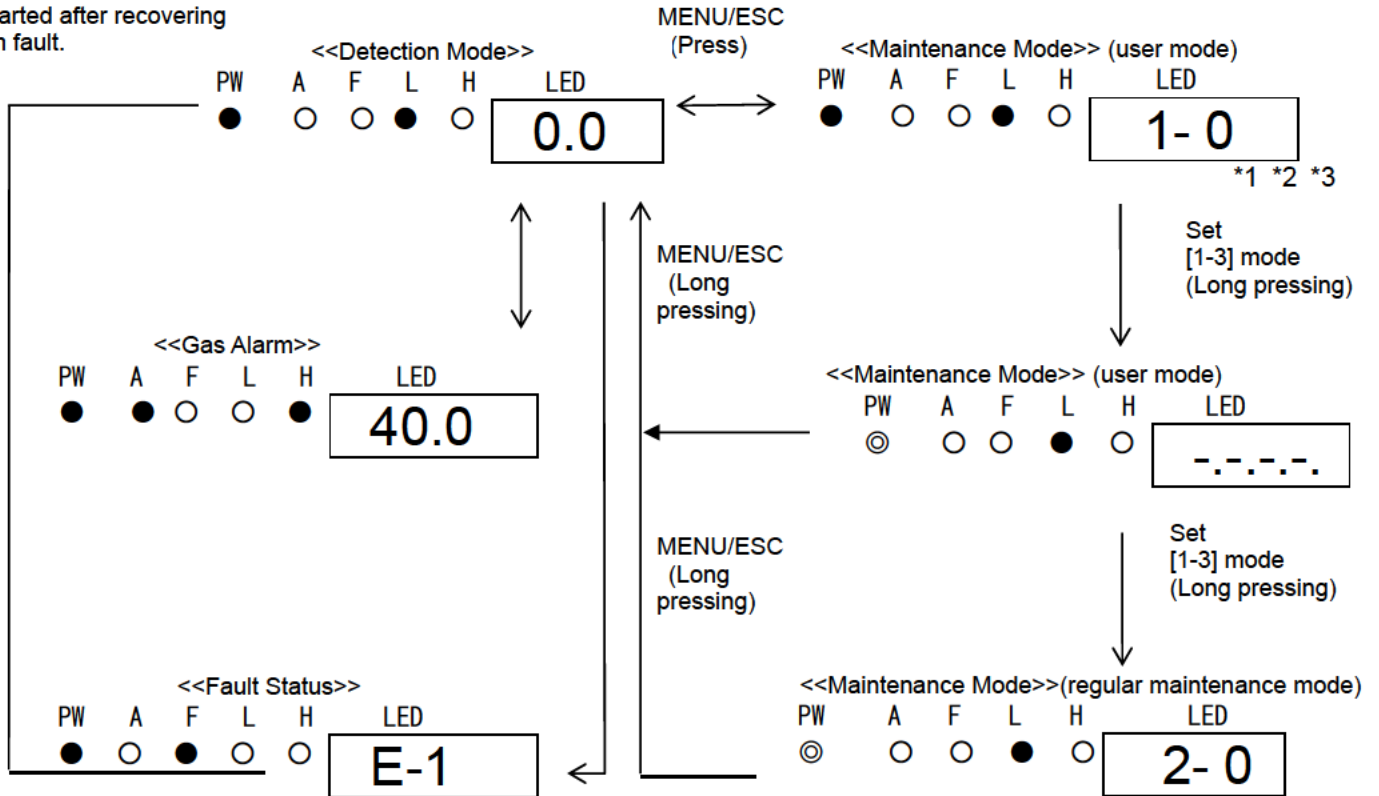 arted after recovering
n fault.
MENU/ESC
(Press)
<<Detection Mode>>
PW A F L H LED
● ○ ○ ● ○ 0.0
<<Maintenance Mode>> (user mode)
PW A F L H LED
● ○ ○ ● ○ 1- 0
*1 *2 *3
Set
[1-3] mode
(Long pressing)
MENU/ESC
(Long
pressing)
<<Gas Alarm>>
PW A F L H LED
● ● ○ ○ ● 40.0
<<Maintenance Mode>> (user mode)
PW A F L H LED
◎ ○ ○ ● ○ -.-.-.-.
Set
[1-3] mode
(Long pressing)
MENU/ESC
(Long
pressing)
<<Fault Status>>
PW A F L H LED
● ○ ● ○ ○ E-1
<<Maintenance Mode>>(regular maintenance mode)
PW A F L H LED
◎ ○ ○ ● ○ 2- 0